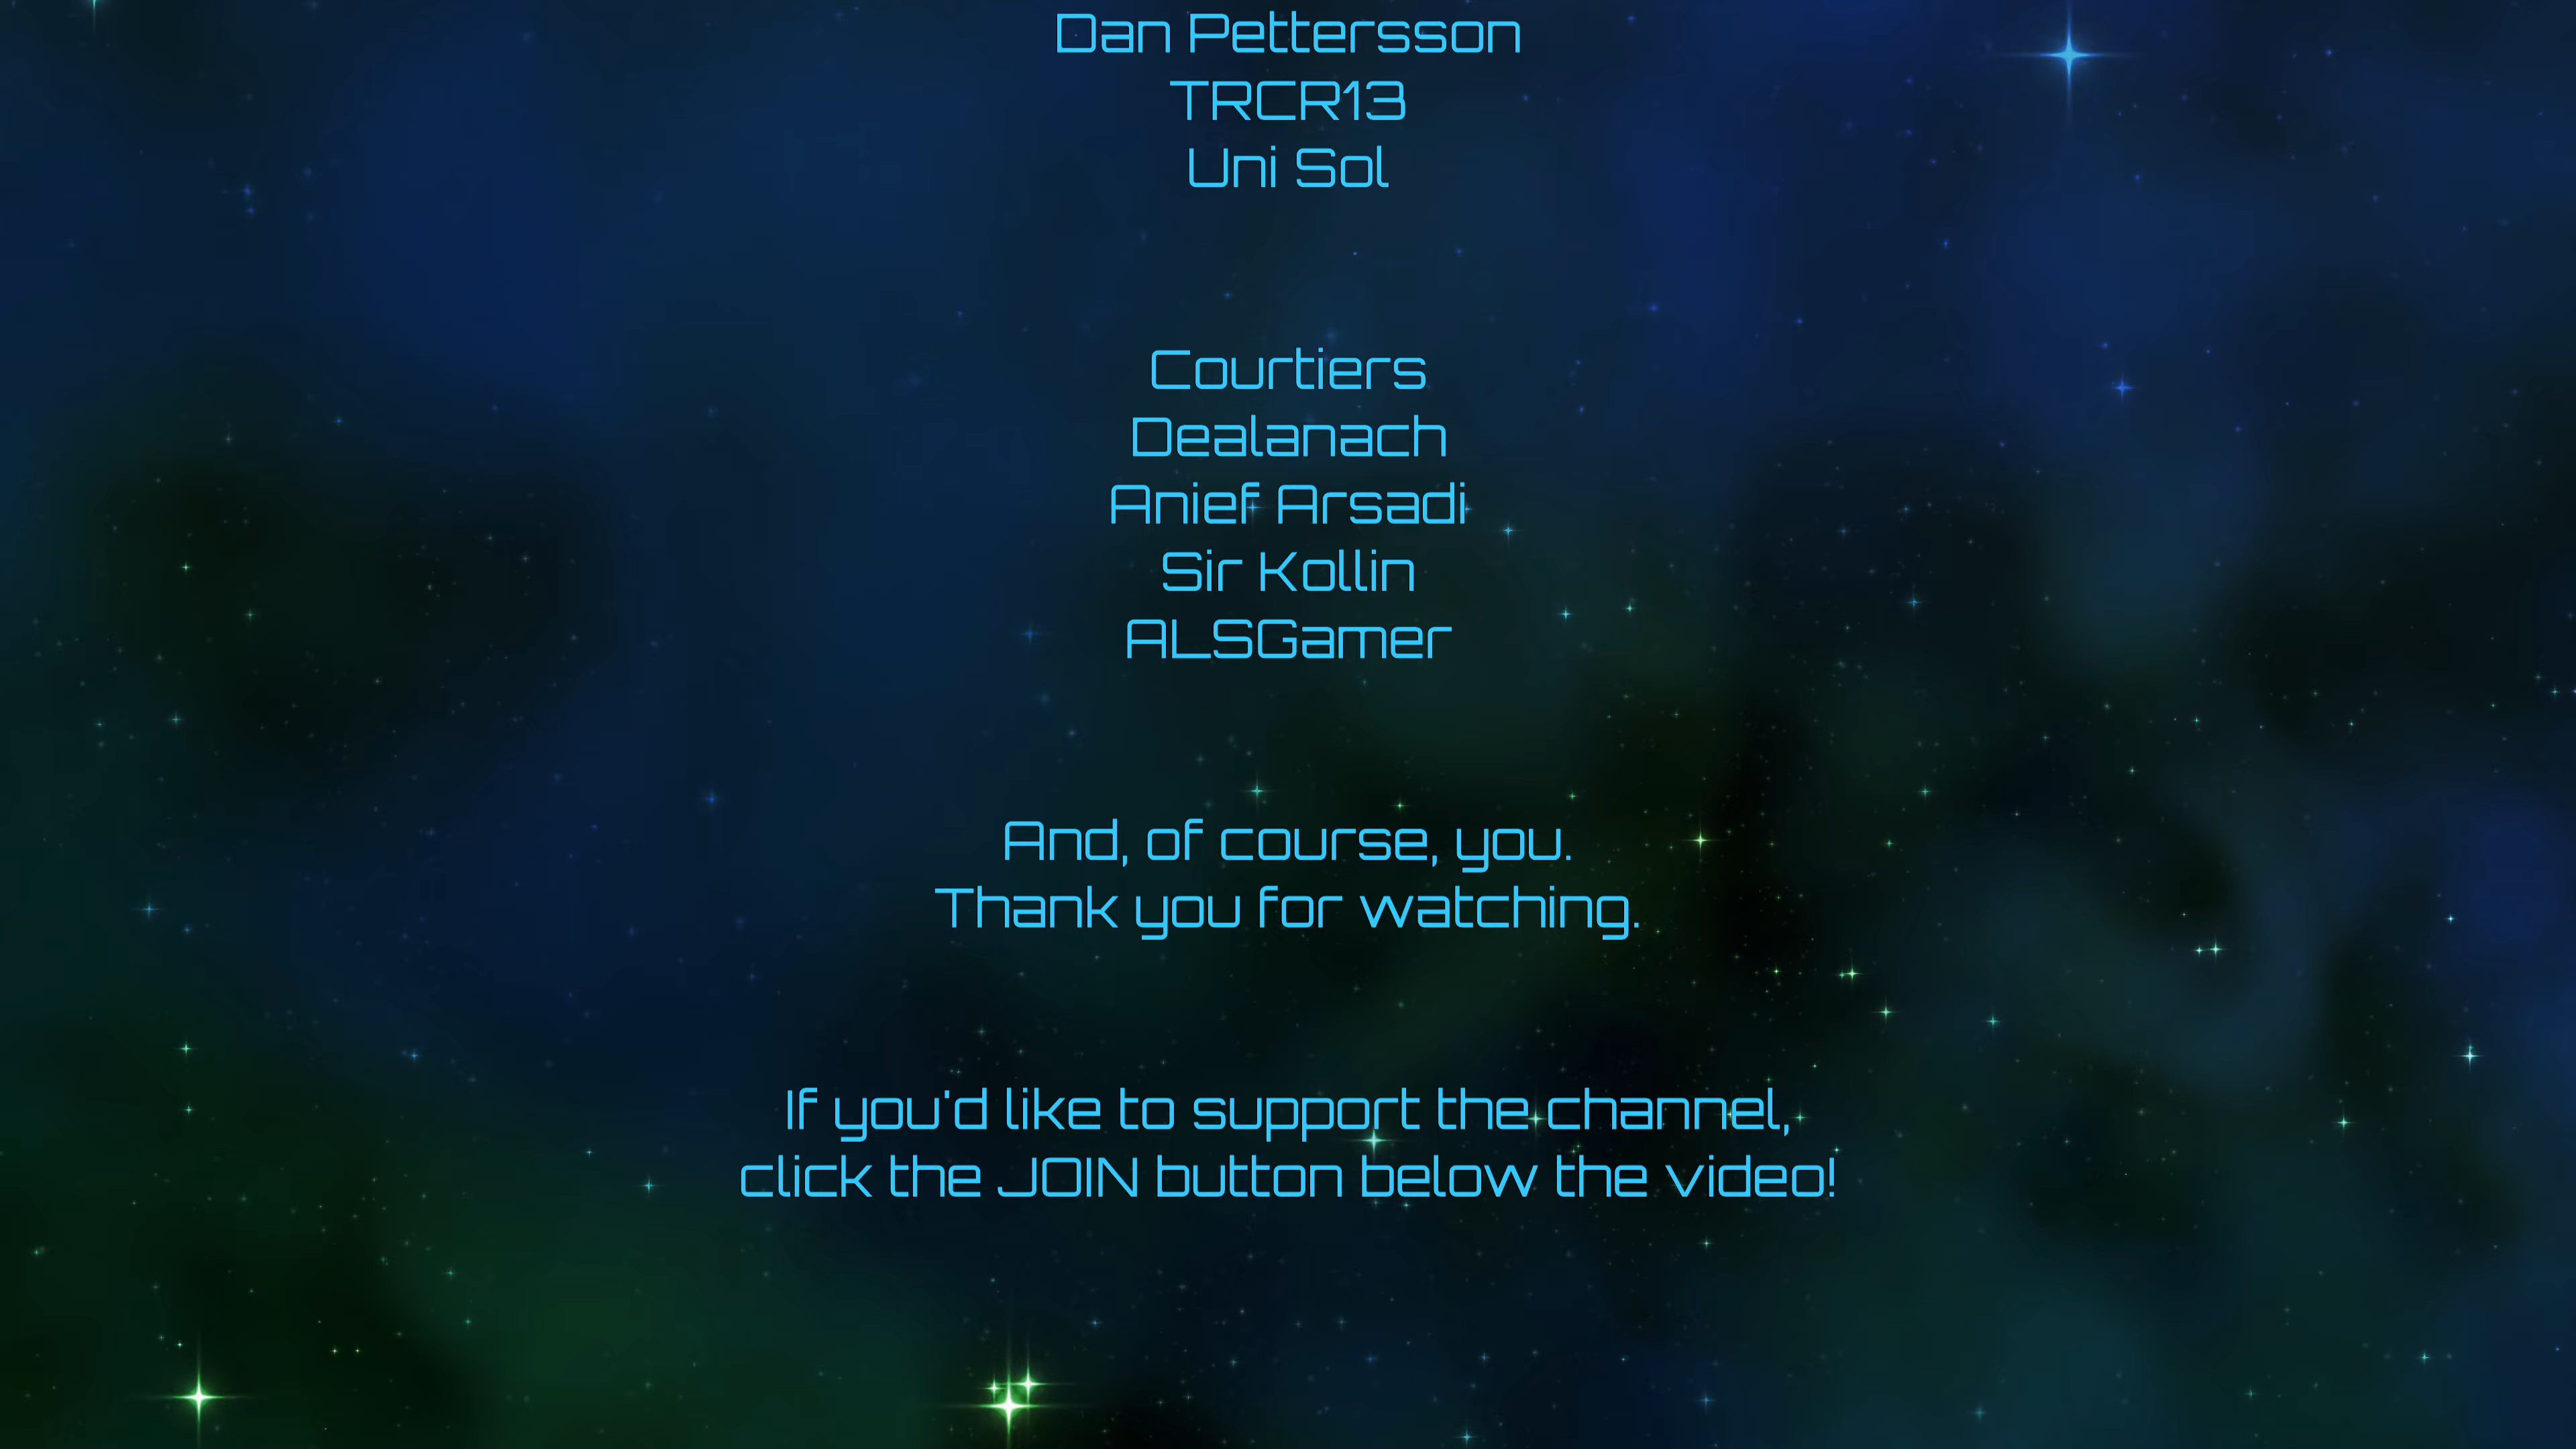 Dan Pettersson
TRCR13
Uni Sol
Courtiers
Dealanach
Anief Arsadi
Sir Kollin
ALSGamer
And, of course, you.
Thank you for watching.
If you'd like to support the channel,
click the JOIN button below the video!